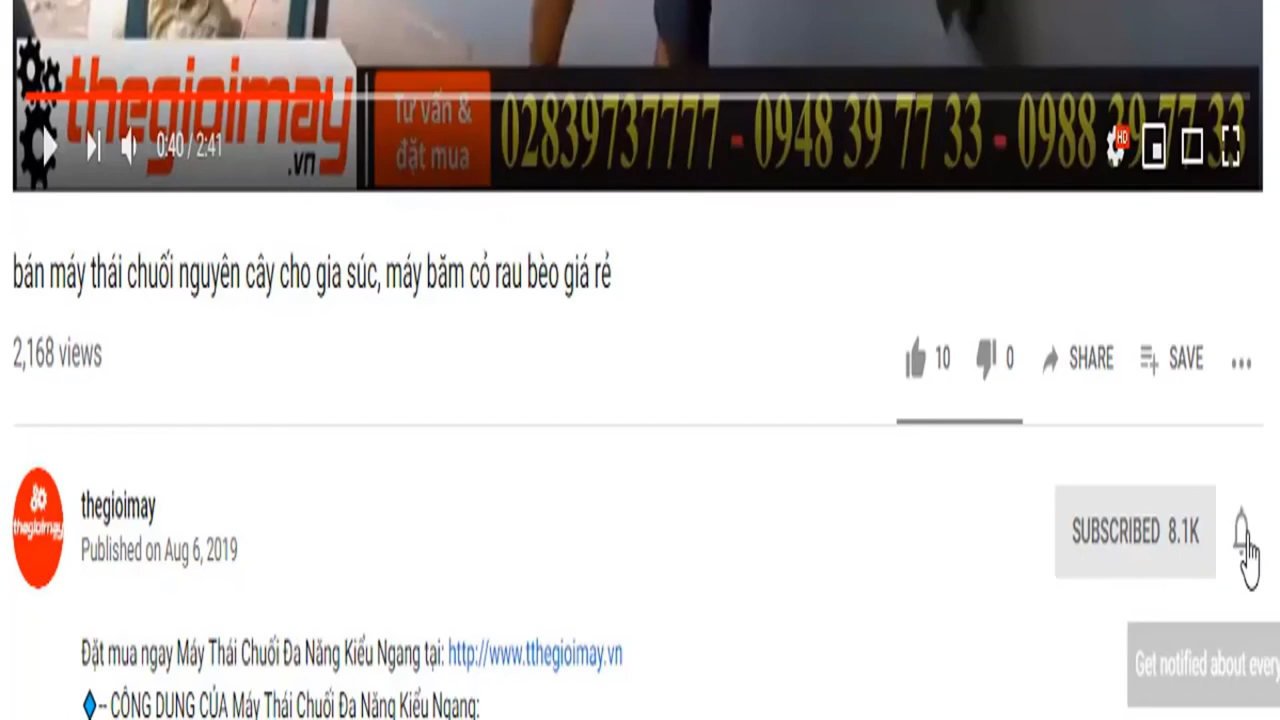 thegioimay
.vn
Tư vấn &
đặt mua
02839737777 - 0948 39 77 33 - 0988 39 77 33
0:40 / 2:41
HD
bán máy thái chuối nguyên cây cho gia súc, máy băm cỏ rau bèo giá rẻ
2,168 views
10 0 SHARE SAVE
thegioimay
thegioimay
Published on Aug 6, 2019
SUBSCRIBED 8.1K
Đặt mua ngay Máy Thái Chuối Đa Năng Kiểu Ngang tại: http://www.tthegioimay.vn
Get notified about every
-- CÔNG DỤNG CỦA Máy Thái Chuối Đa Năng Kiểu Ngang: